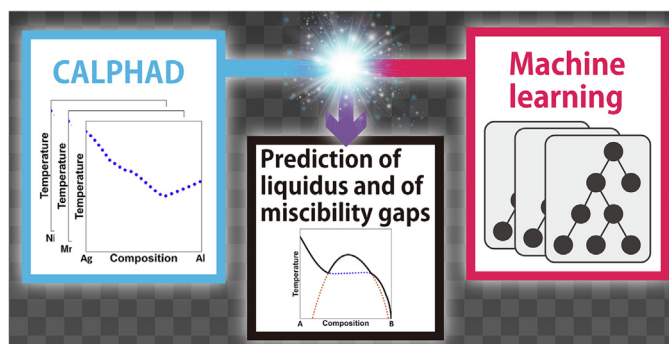 CALPHAD
Temperature
Temperature
Temperature
Ni
Mr
Ag Composition Al
Machine
learning
Prediction of
liquidus and of
miscibility gaps
Temperature
A Composition B